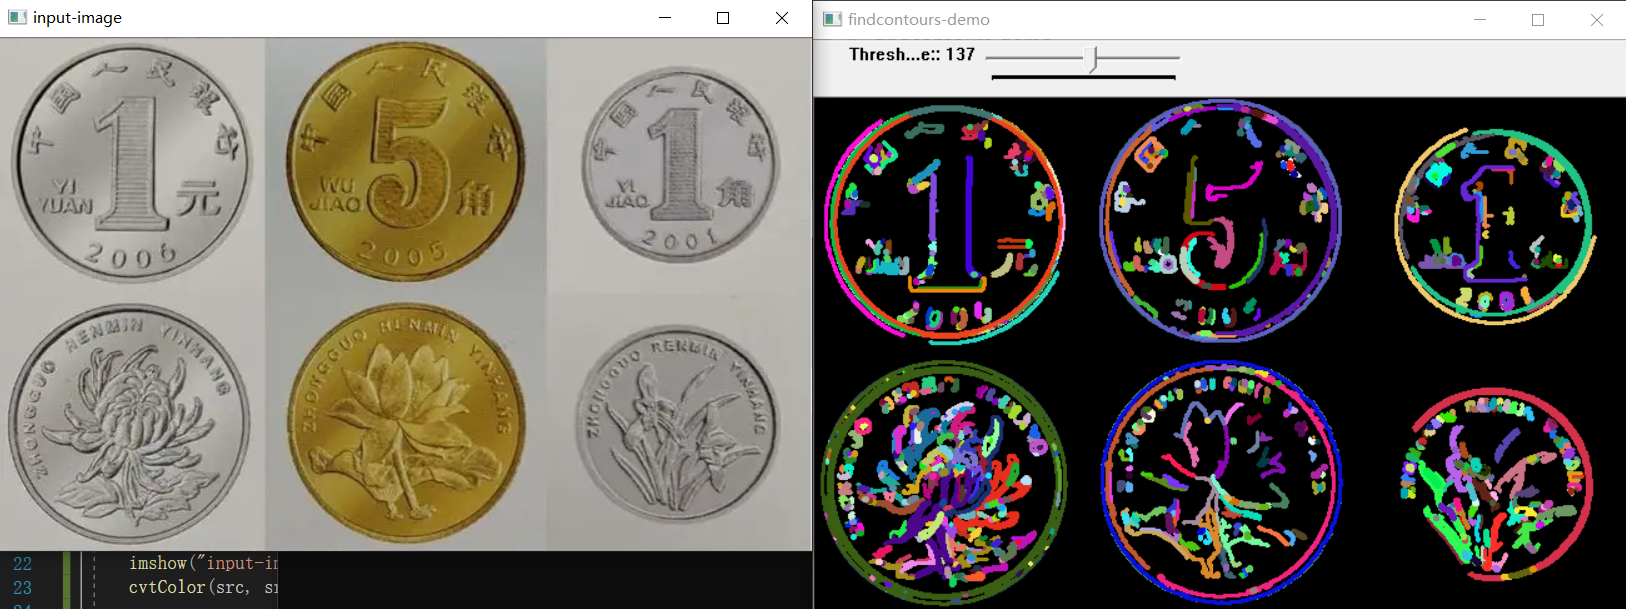 input-image
findcontours-demo
Thresh...e:: 137
中国人民银行
YI
YUAN
1
元
2006
中国人民银行
WU
JIAO
5
角
2005
中国人民银行
YI
JIAO
1
角
2001
ZHONGGUO RENMIN YINHANG
ZHONGGUO RENMIN YINHANG
ZHONGGUO RENMIN YINHANG
22 imshow("input-i
23 cvtColor(src, s